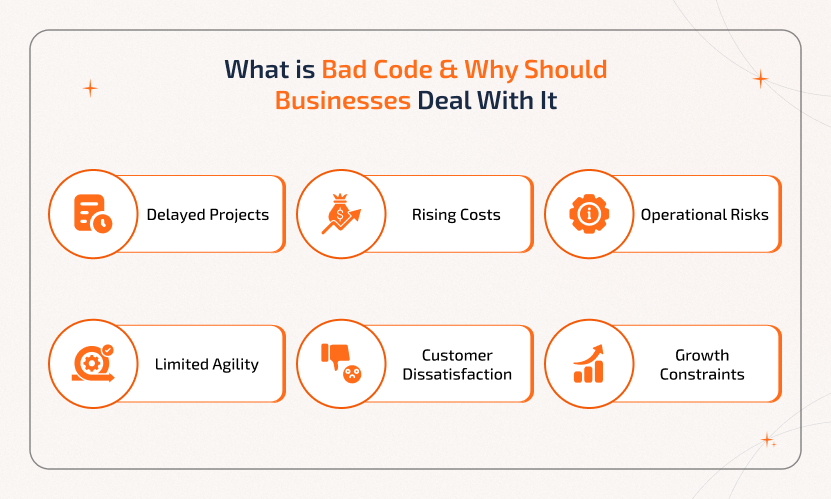 What is Bad Code & Why Should
Businesses Deal With It
Delayed Projects
Rising Costs
Operational Risks
Limited Agility
Customer
Dissatisfaction
Growth
Constraints